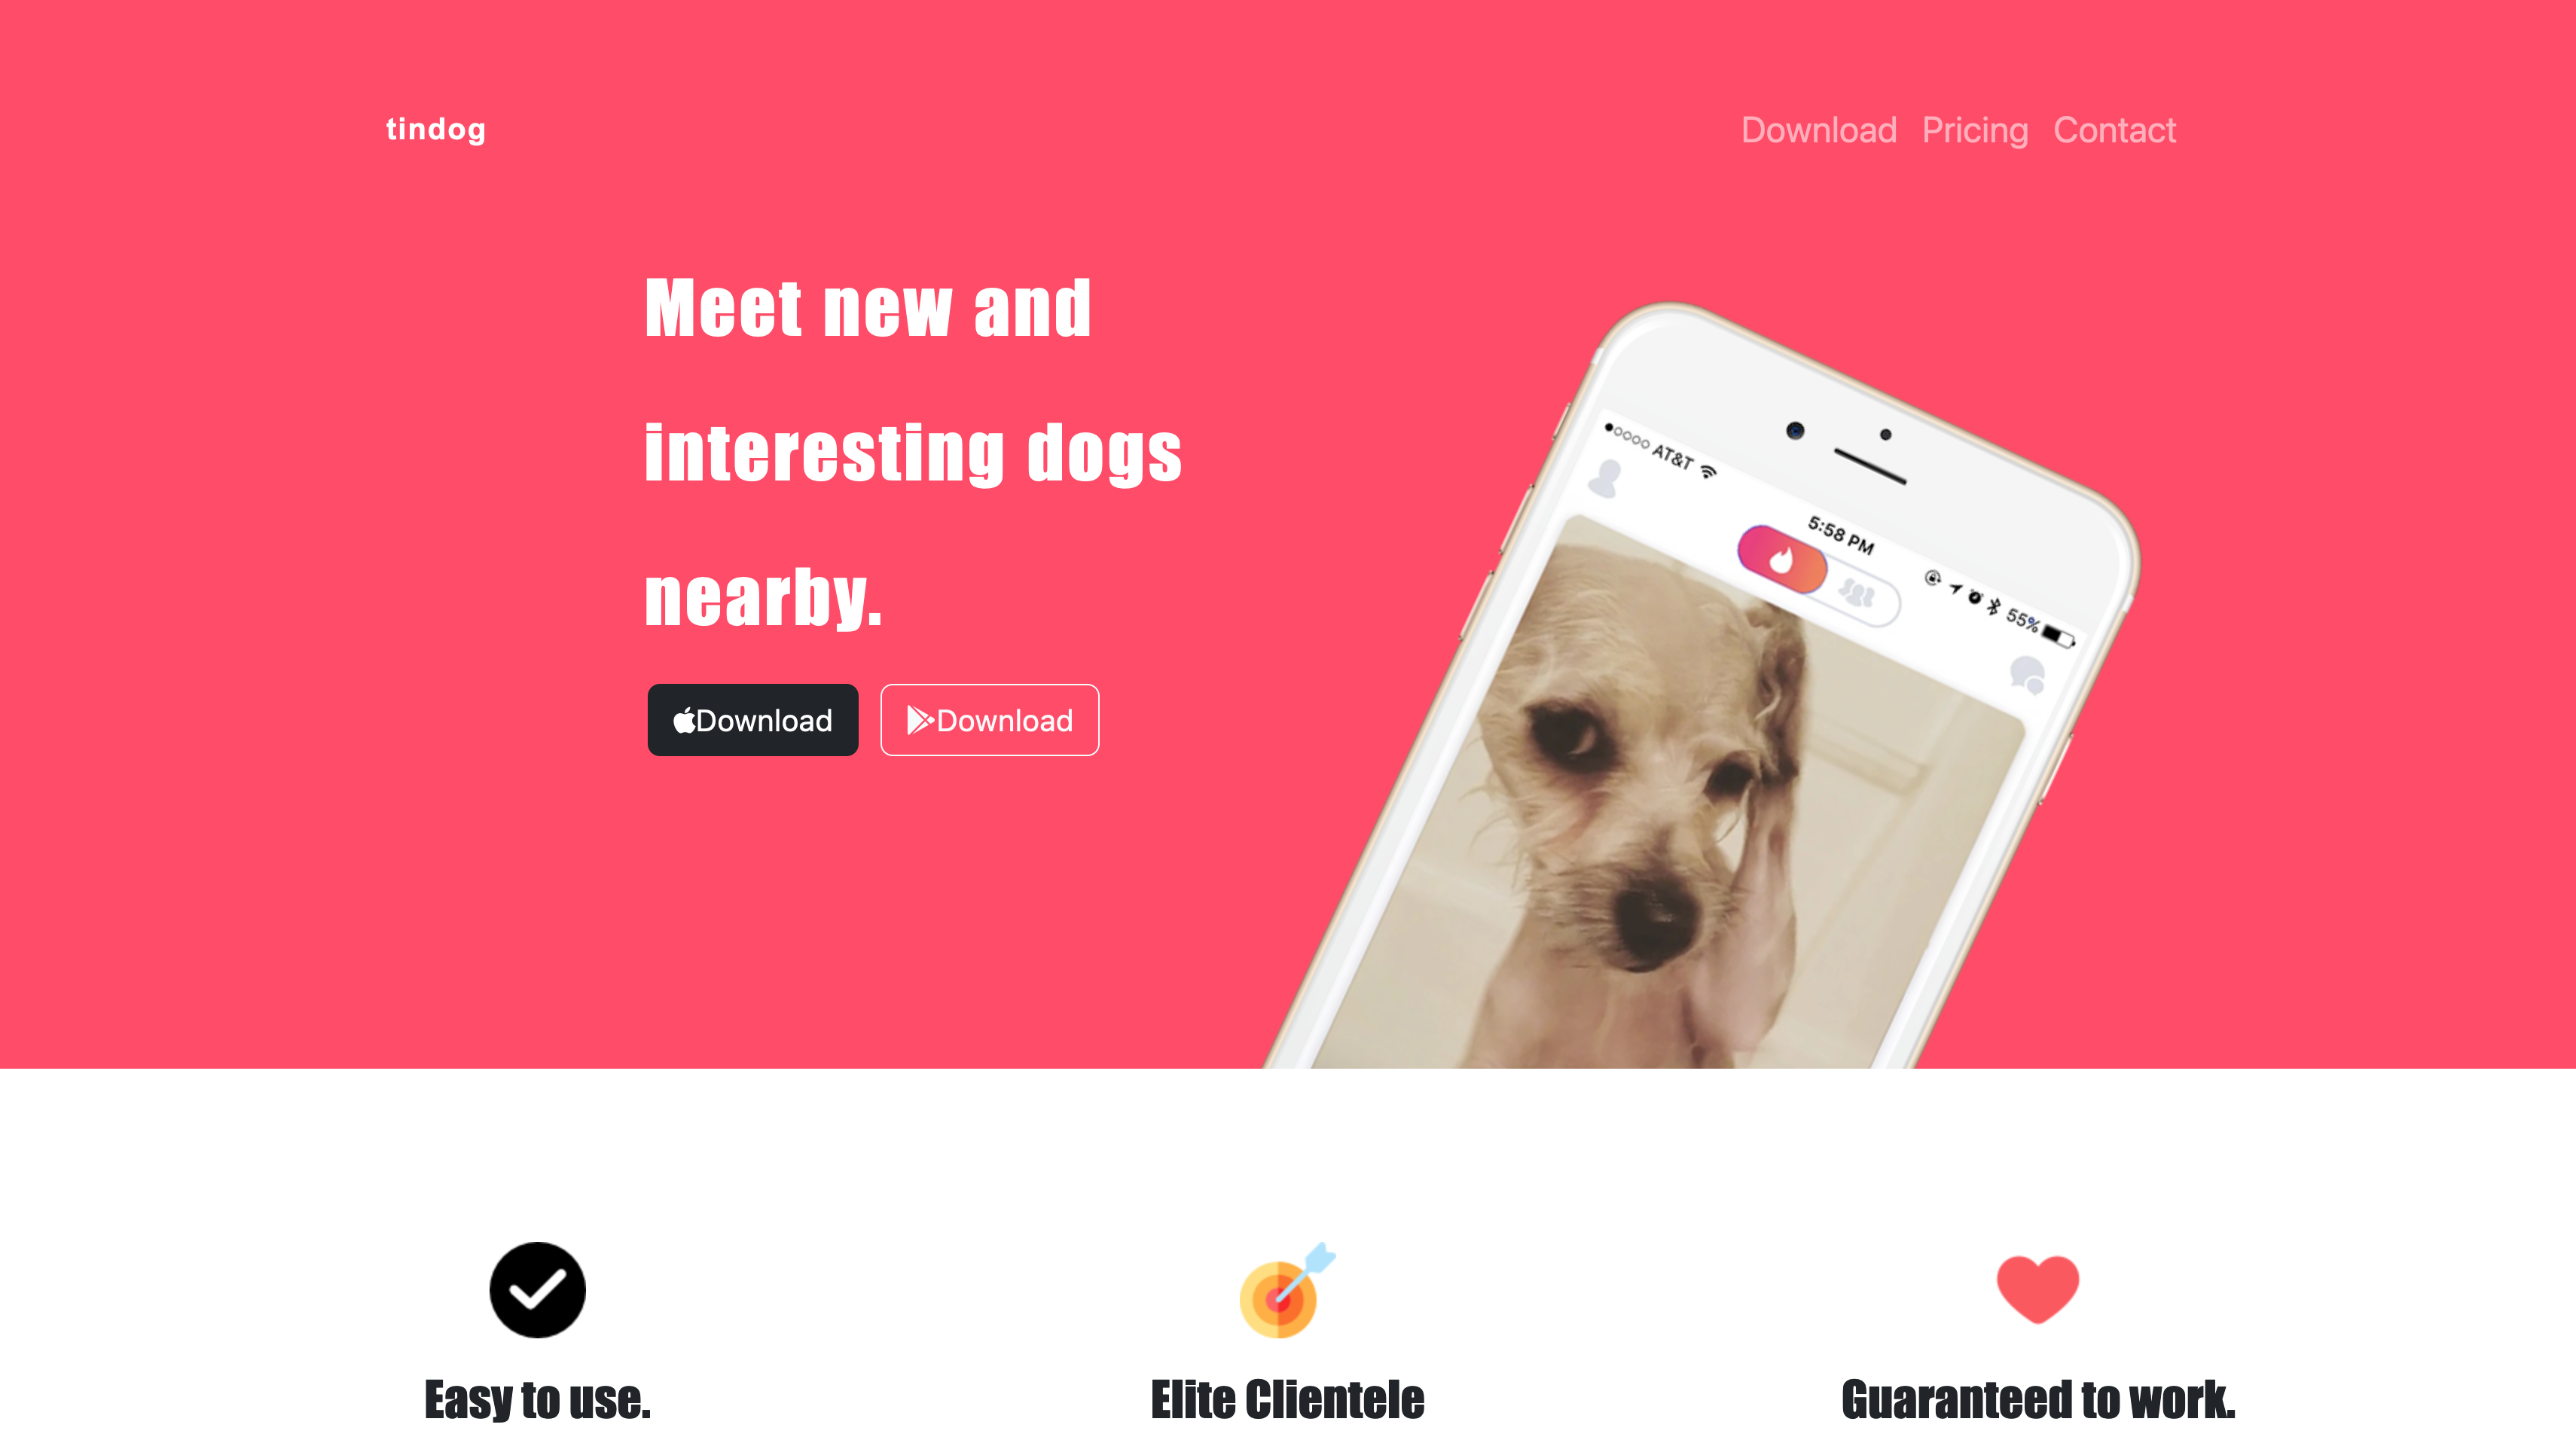 tindog
Download Pricing Contact
Meet new and
interesting dogs
nearby.
Download
Download
AT&T
5:58 PM
55%
Easy to use.
Elite Clientele
Guaranteed to work.